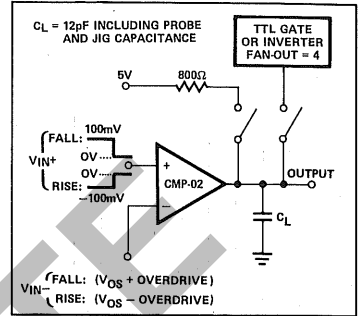 CL = 12pF INCLUDING PROBE
AND JIG CAPACITANCE
TTL GATE
OR INVERTER
FAN-OUT = 4
5V
800Ω
FALL: 100mV
0V
VIN+
0V
RISE:
-100mV
+
CMP-02
−
OUTPUT
CL
VIN− FALL: (VOS + OVERDRIVE)
RISE: (VOS − OVERDRIVE)